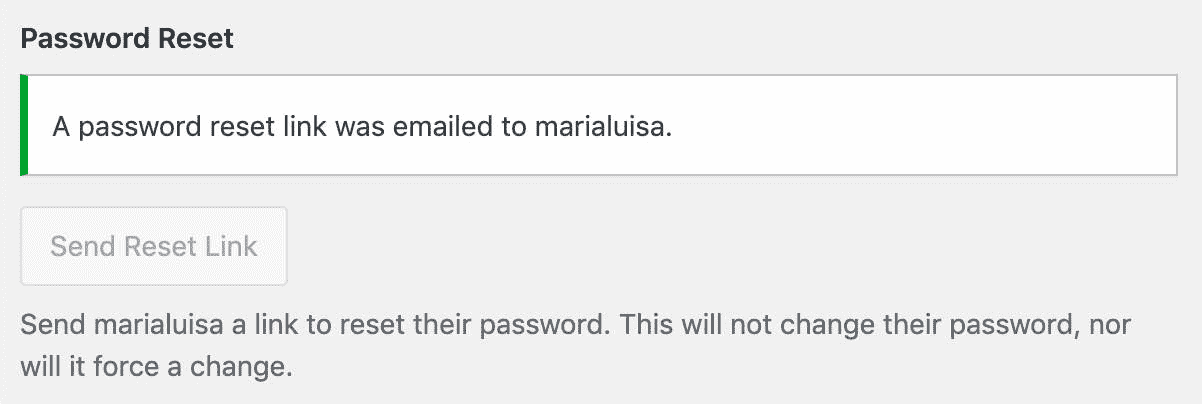 Password Reset
A password reset link was emailed to marialuisa.
Send Reset Link
Send marialuisa a link to reset their password. This will not change their password, nor
will it force a change.